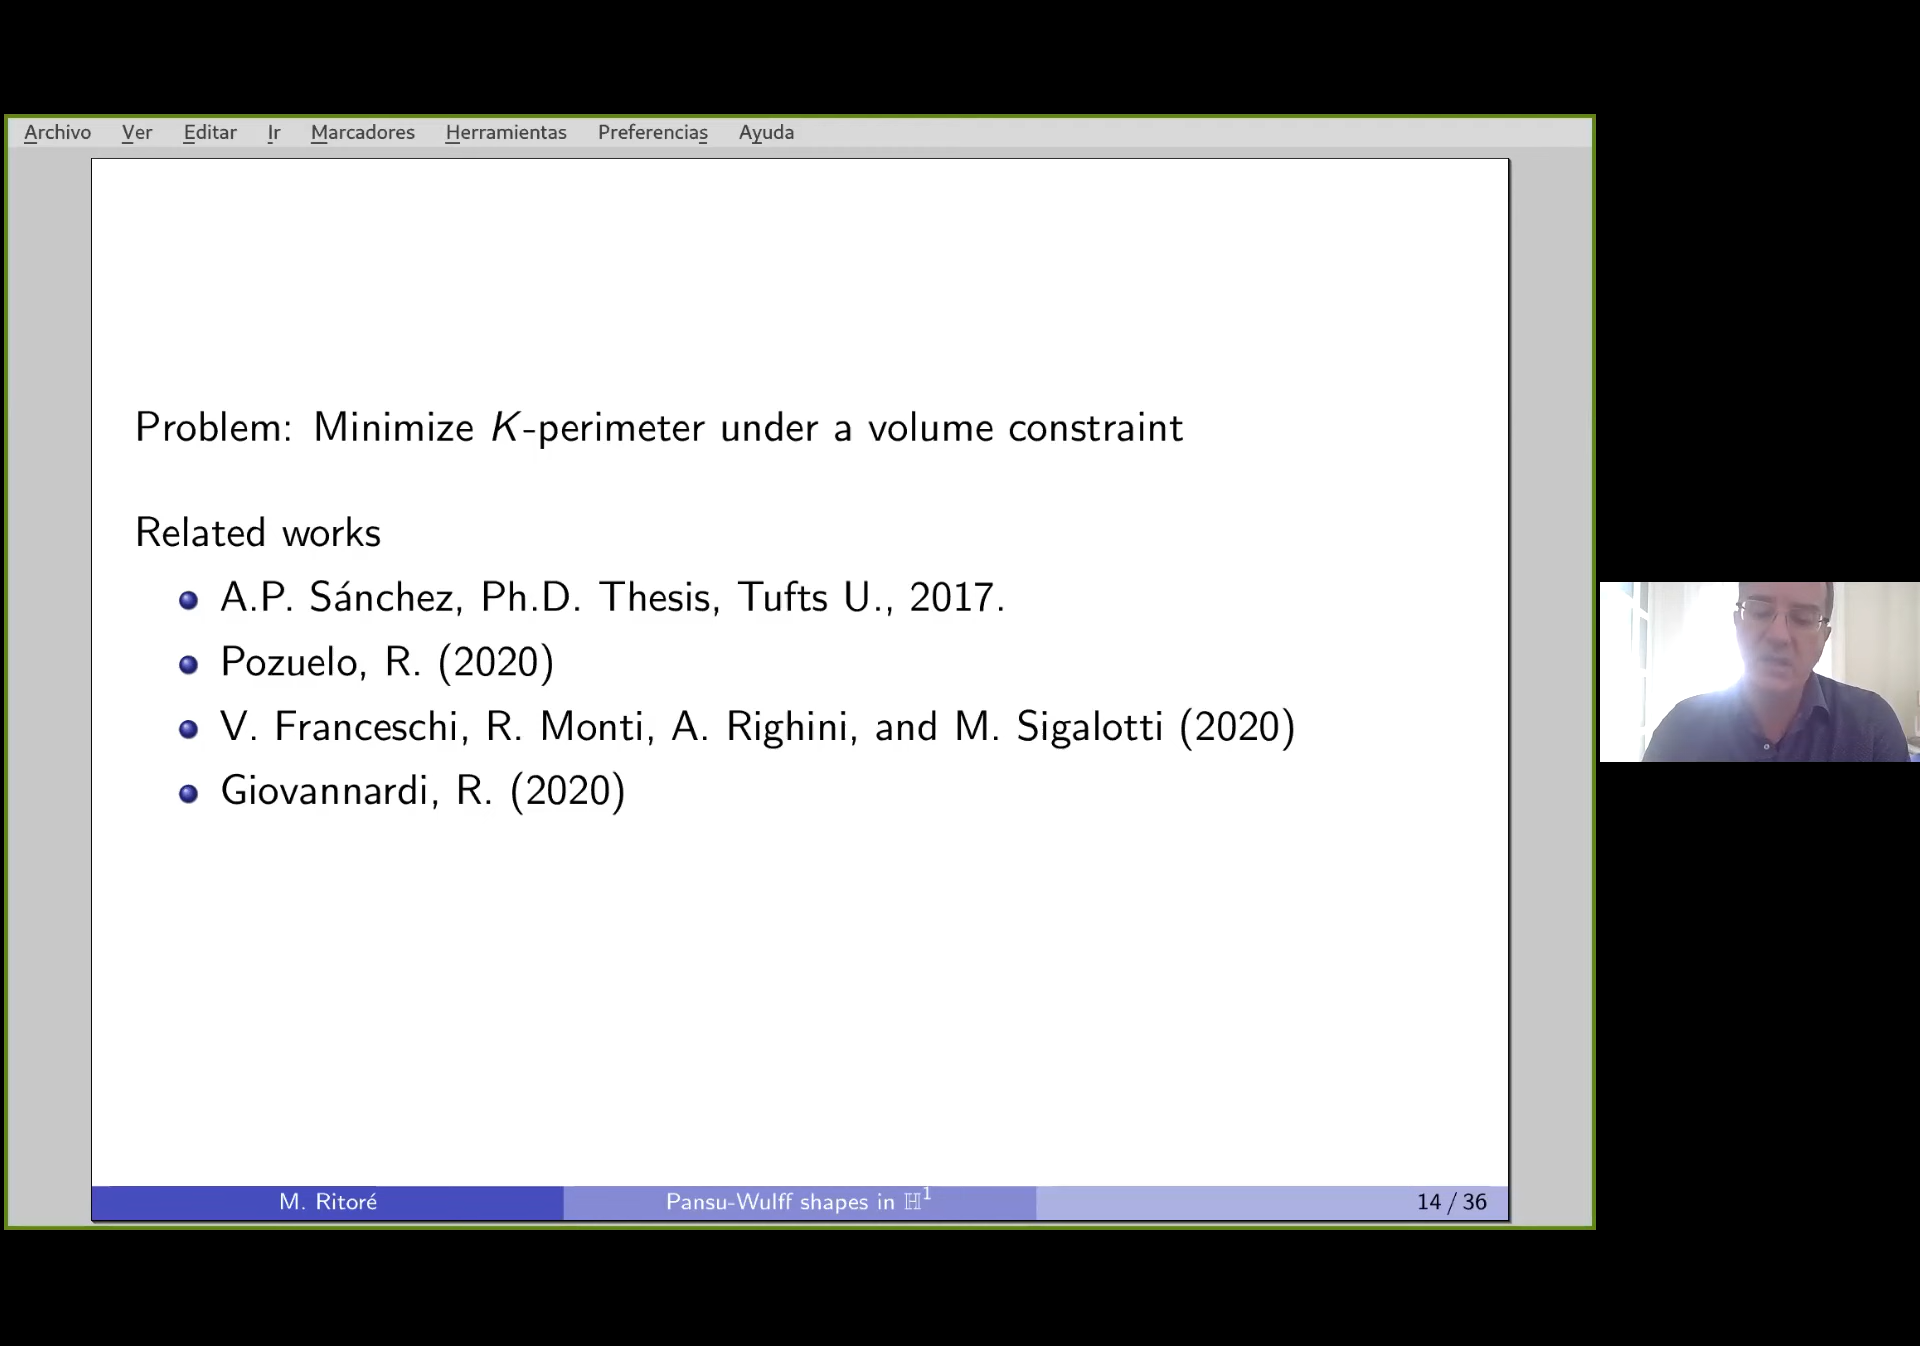 Archivo Ver Editar Ir Marcadores Herramientas Preferencias Ayuda
Problem: Minimize K-perimeter under a volume constraint
Related works
A.P. Sánchez, Ph.D. Thesis, Tufts U., 2017.
Pozuelo, R. (2020)
V. Franceschi, R. Monti, A. Righini, and M. Sigalotti (2020)
Giovannardi, R. (2020)
M. Ritoré Pansu-Wulff shapes in ℍ¹ 14 / 36